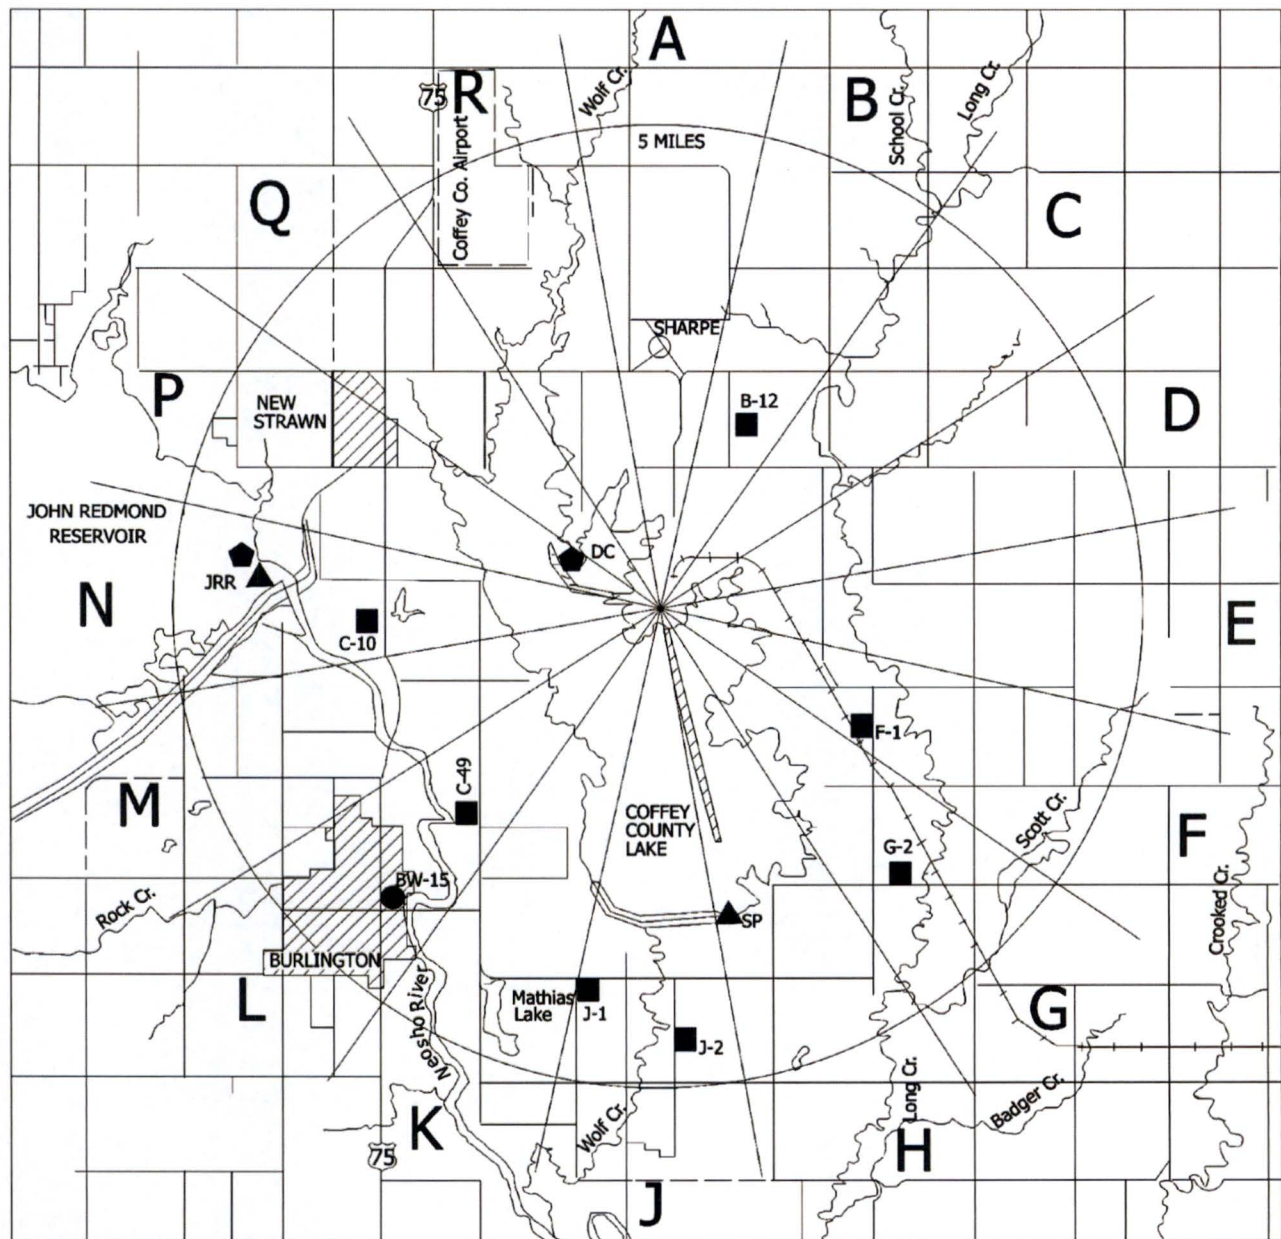 A
Wolf Cr.
R
75
B
School Cr.
Long Cr.
5 MILES
Coffey Co. Airport
Q
C
SHARPE
P
NEW
STRAWN
B-12
D
JOHN REDMOND
RESERVOIR
DC
JRR
N
C-10
E
F-1
M
C-49
COFFEY
COUNTY
LAKE
Scott Cr.
F
G-2
BW-15
Rock Cr.
SP
Crooked Cr.
BURLINGTON
L
Neosho River
Mathias
Lake
J-1
G
J-2
K
Wolf Cr.
Long Cr.
Badger Cr.
H
75
J